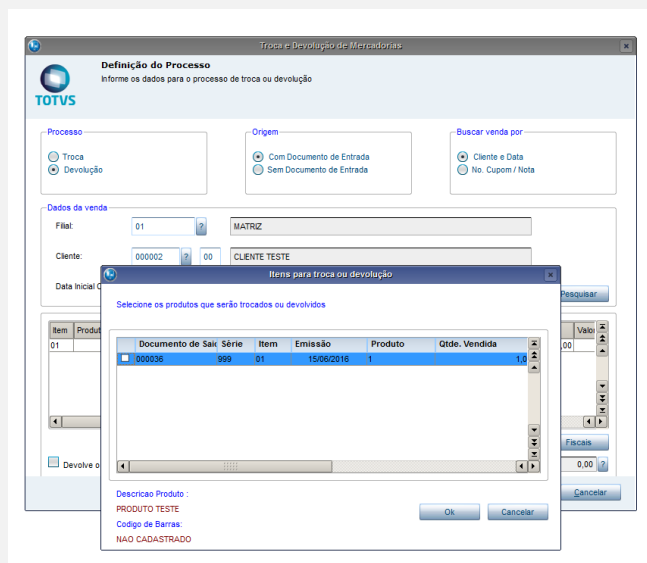 Troca e Devolução de Mercadorias
Definição do Processo
Informe os dados para o processo de troca ou devolução
TOTVS
Processo
Origem
Buscar venda por
Troca
Com Documento de Entrada
Cliente e Data
Devolução
Sem Documento de Entrada
No. Cupom / Nota
Dados da venda
Filial: 01 ? MATRIZ
Cliente: 000002 ? 00 CLIENTE TESTE
Data Inicial
Pesquisar
Itens para troca ou devolução
Selecione os produtos que serão trocados ou devolvidos
Item Produt
Valor
01
,00
Documento de Saíd Série Item Emissão Produto Qtde. Vendida
000036 999 01 15/06/2016 1 1,0
Fiscais
Devolve o
0,00 ?
Cancelar
Descricao Produto :
PRODUTO TESTE
Ok Cancelar
Codigo de Barras:
NAO CADASTRADO